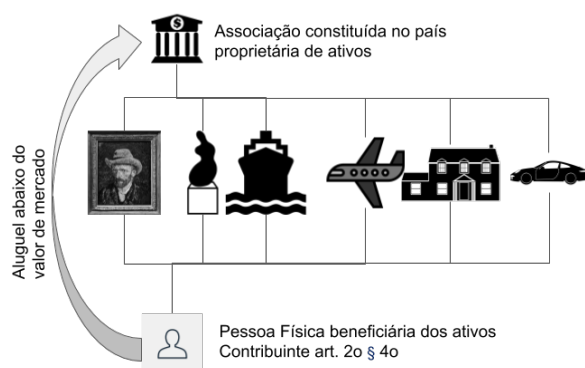 $
Associação constituída no país
proprietária de ativos
Aluguel abaixo do
valor de mercado
Pessoa Física beneficiária dos ativos
Contribuinte art. 2o § 4o